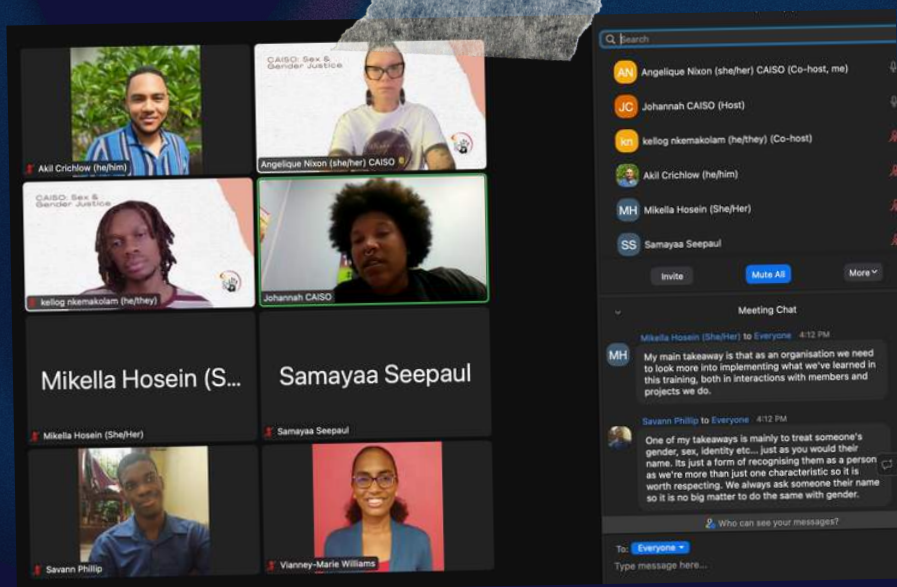 CAISO: Sex &
Gender Justice
Akil Crichlow (he/him)
Angelique Nixon (she/her) CAISO
CAISO: Sex &
Gender Justice
kellog nkemakolam (he/they)
Johannah CAISO
Mikella Hosein (S...
Mikella Hosein (She/Her)
Samayaa Seepaul
Samayaa Seepaul
Savann Phillip
Vianney-Marie Williams
Search
AN Angelique Nixon (she/her) CAISO (Co-host, me)
JC Johannah CAISO (Host)
kn kellog nkemakolam (he/they) (Co-host)
Akil Crichlow (he/him)
MH Mikella Hosein (She/Her)
SS Samayaa Seepaul
Invite
Mute All
More
Meeting Chat
Mikella Hosein (She/Her) to Everyone 4:12 PM
MH
My main takeaway is that as an organisation we need
to look more into implementing what we've learned in
this training, both in interactions with members and
projects we do.
Savann Phillip to Everyone 4:12 PM
One of my takeaways is mainly to treat someone's
gender, sex, identity etc... just as you would their
name. Its just a form of recognising them as a person
as we're more than just one characteristic so it is
worth respecting. We always ask someone their name
so it is no big matter to do the same with gender.
Who can see your messages?
To: Everyone
Type message here...